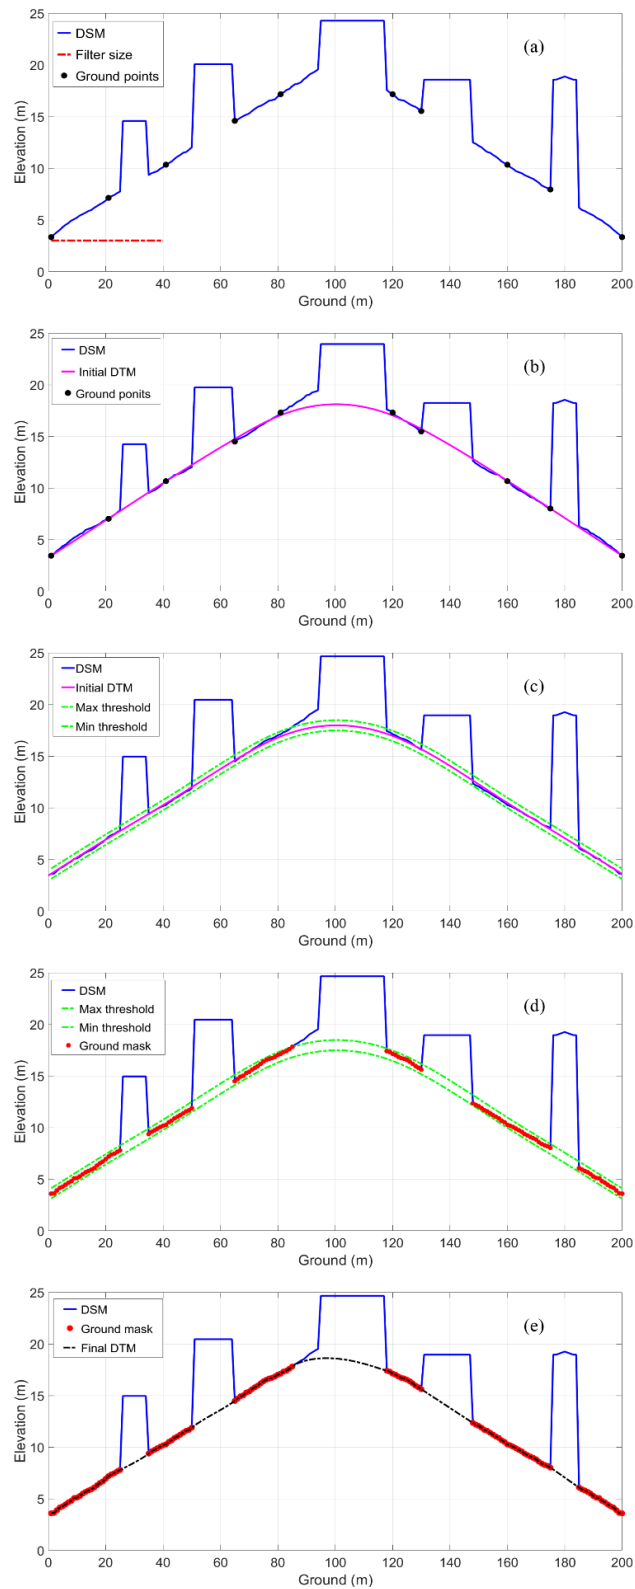 25
DSM
Filter size
Ground points
(a)
20
15
10
5
0
Elevation (m)
0 20 40 60 80 100 120 140 160 180 200
Ground (m)
25
DSM
Initial DTM
Ground ponits
(b)
20
15
10
5
0
Elevation (m)
0 20 40 60 80 100 120 140 160 180 200
Ground (m)
25
DSM
Initial DTM
Max threshold
Min threshold
(c)
20
15
10
5
0
Elevation (m)
0 20 40 60 80 100 120 140 160 180 200
Ground (m)
25
DSM
Max threshold
Min threshold
Ground mask
(d)
20
15
10
5
0
Elevation (m)
0 20 40 60 80 100 120 140 160 180 200
Ground (m)
25
DSM
Ground mask
Final DTM
(e)
20
15
10
5
0
Elevation (m)
0 20 40 60 80 100 120 140 160 180 200
Ground (m)